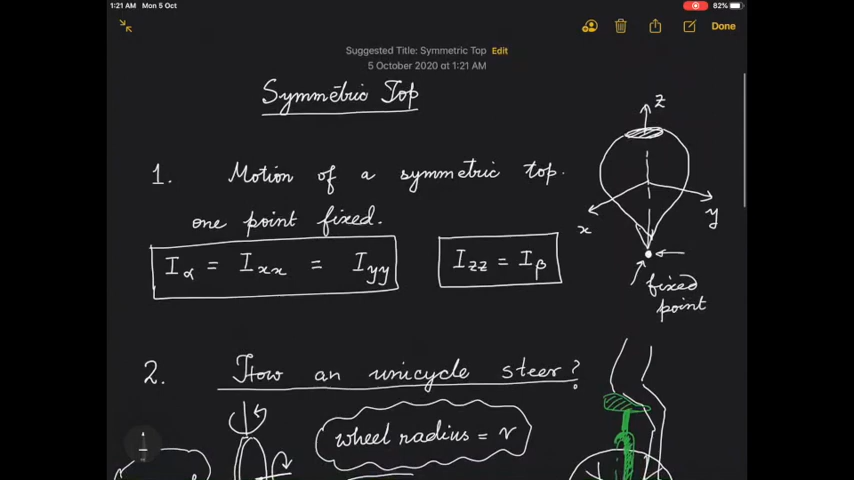 1:21 AM Mon 5 Oct
82%
Done
Suggested Title: Symmetric Top Edit
5 October 2020 at 1:21 AM
Symmetric Top
z
1. Motion of a symmetric top.
one point fixed.
x
y
Iα = Ixx = Iyy
Izz = Iβ
fixed
point
2. How an unicycle steer?
wheel radius = r